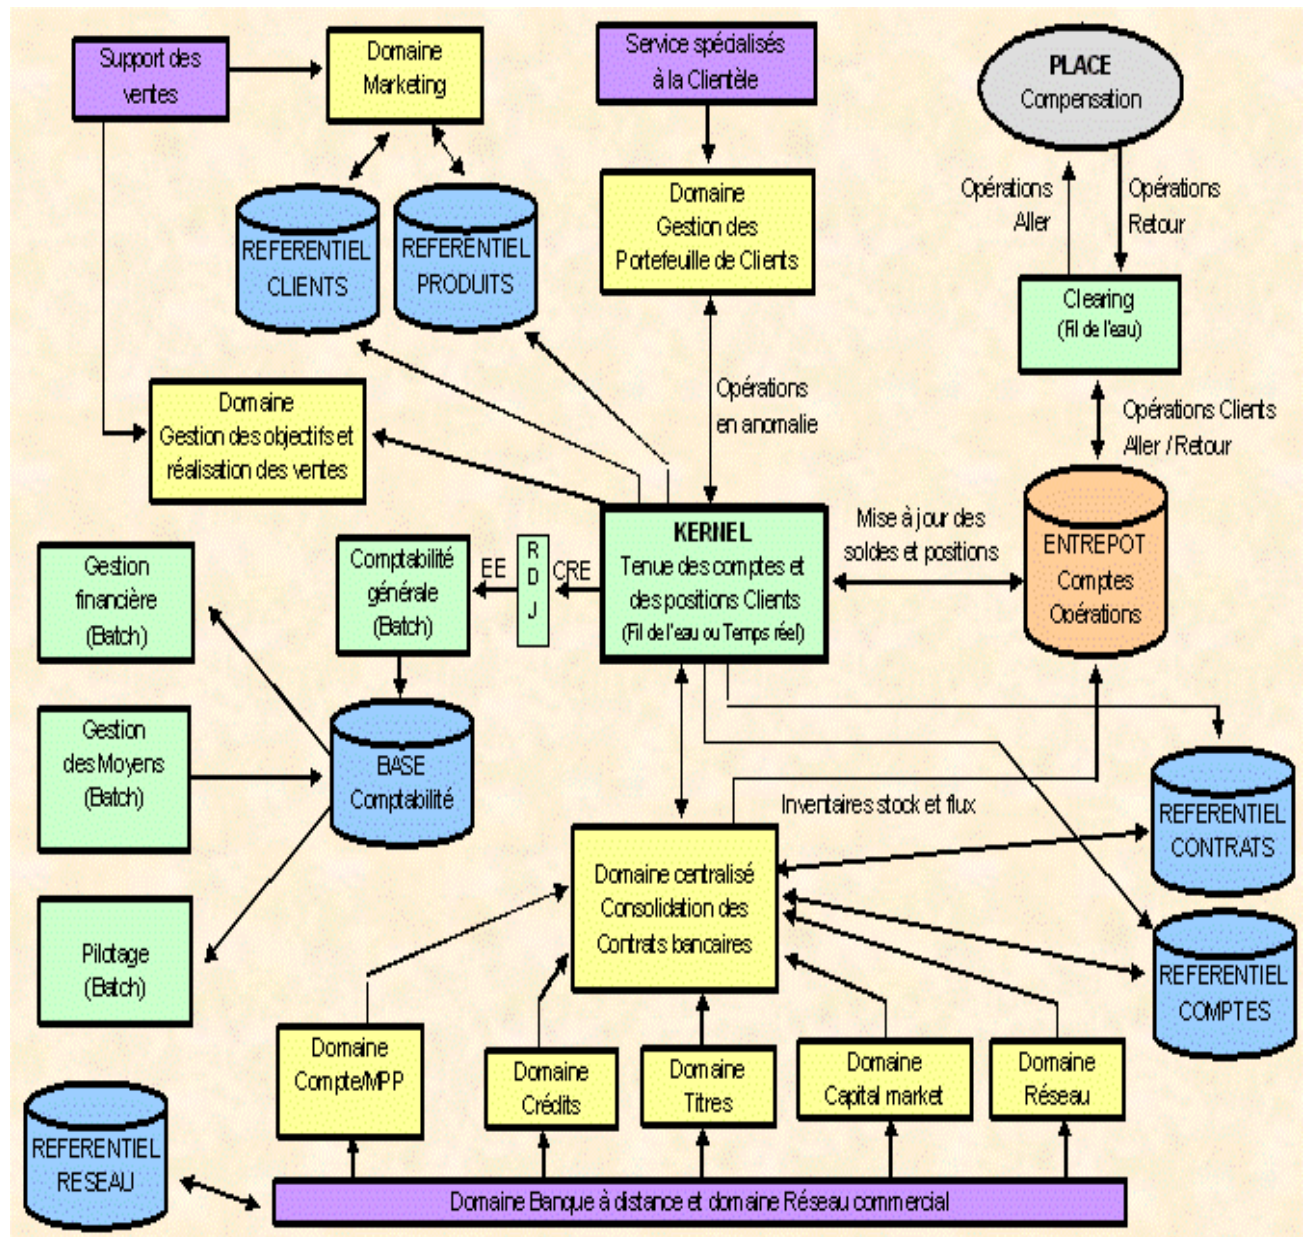 Support des
ventes
Domaine
Marketing
Service spécialisés
à la Clientèle
PLACE
Compensation
Opérations
Aller
Opérations
Retour
REFERENTIEL
CLIENTS
REFERENTIEL
PRODUITS
Domaine
Gestion des
Portefeuille de Clients
Clearing
(Fil de l'eau)
Opérations
en anomalie
Opérations Clients
Aller / Retour
Domaine
Gestion des objectifs et
réalisation des ventes
KERNEL
Tenue des comptes et
des positions Clients
(Fil de l'eau ou Temps réel)
Mise à jour des
soldes et positions
ENTREPOT
Comptes
Opérations
Gestion
financière
(Batch)
Comptabilité
générale
(Batch)
EE
R
D
J
CRE
Gestion
des Moyens
(Batch)
BASE
Comptabilité
Inventaires stock et flux
REFERENTIEL
CONTRATS
Domaine centralisé
Consolidation des
Contrats bancaires
Pilotage
(Batch)
REFERENTIEL
COMPTES
Domaine
Compte/MPP
Domaine
Crédits
Domaine
Titres
Domaine
Capital market
Domaine
Réseau
REFERENTIEL
RESEAU
Domaine Banque à distance et domaine Réseau commercial